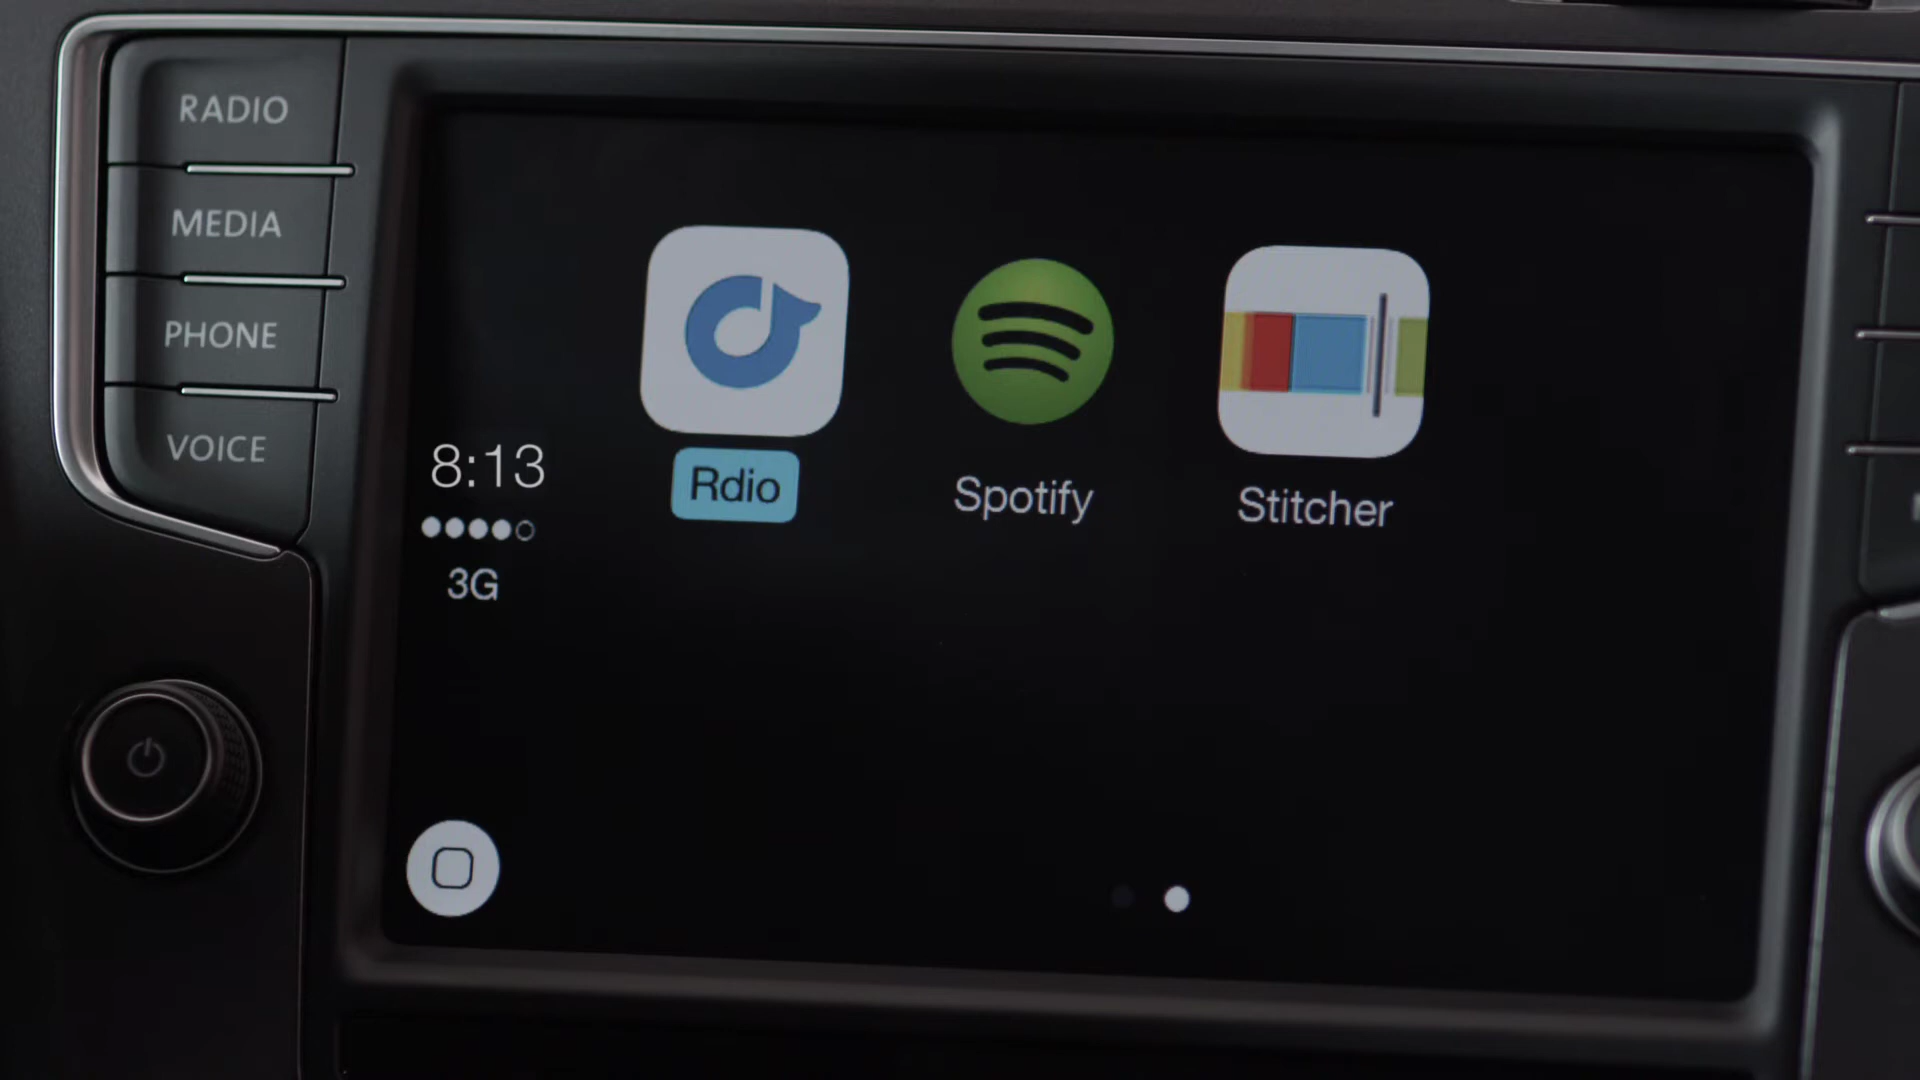 RADIO
MEDIA
PHONE
VOICE
8:13
3G
Rdio
Spotify
Stitcher